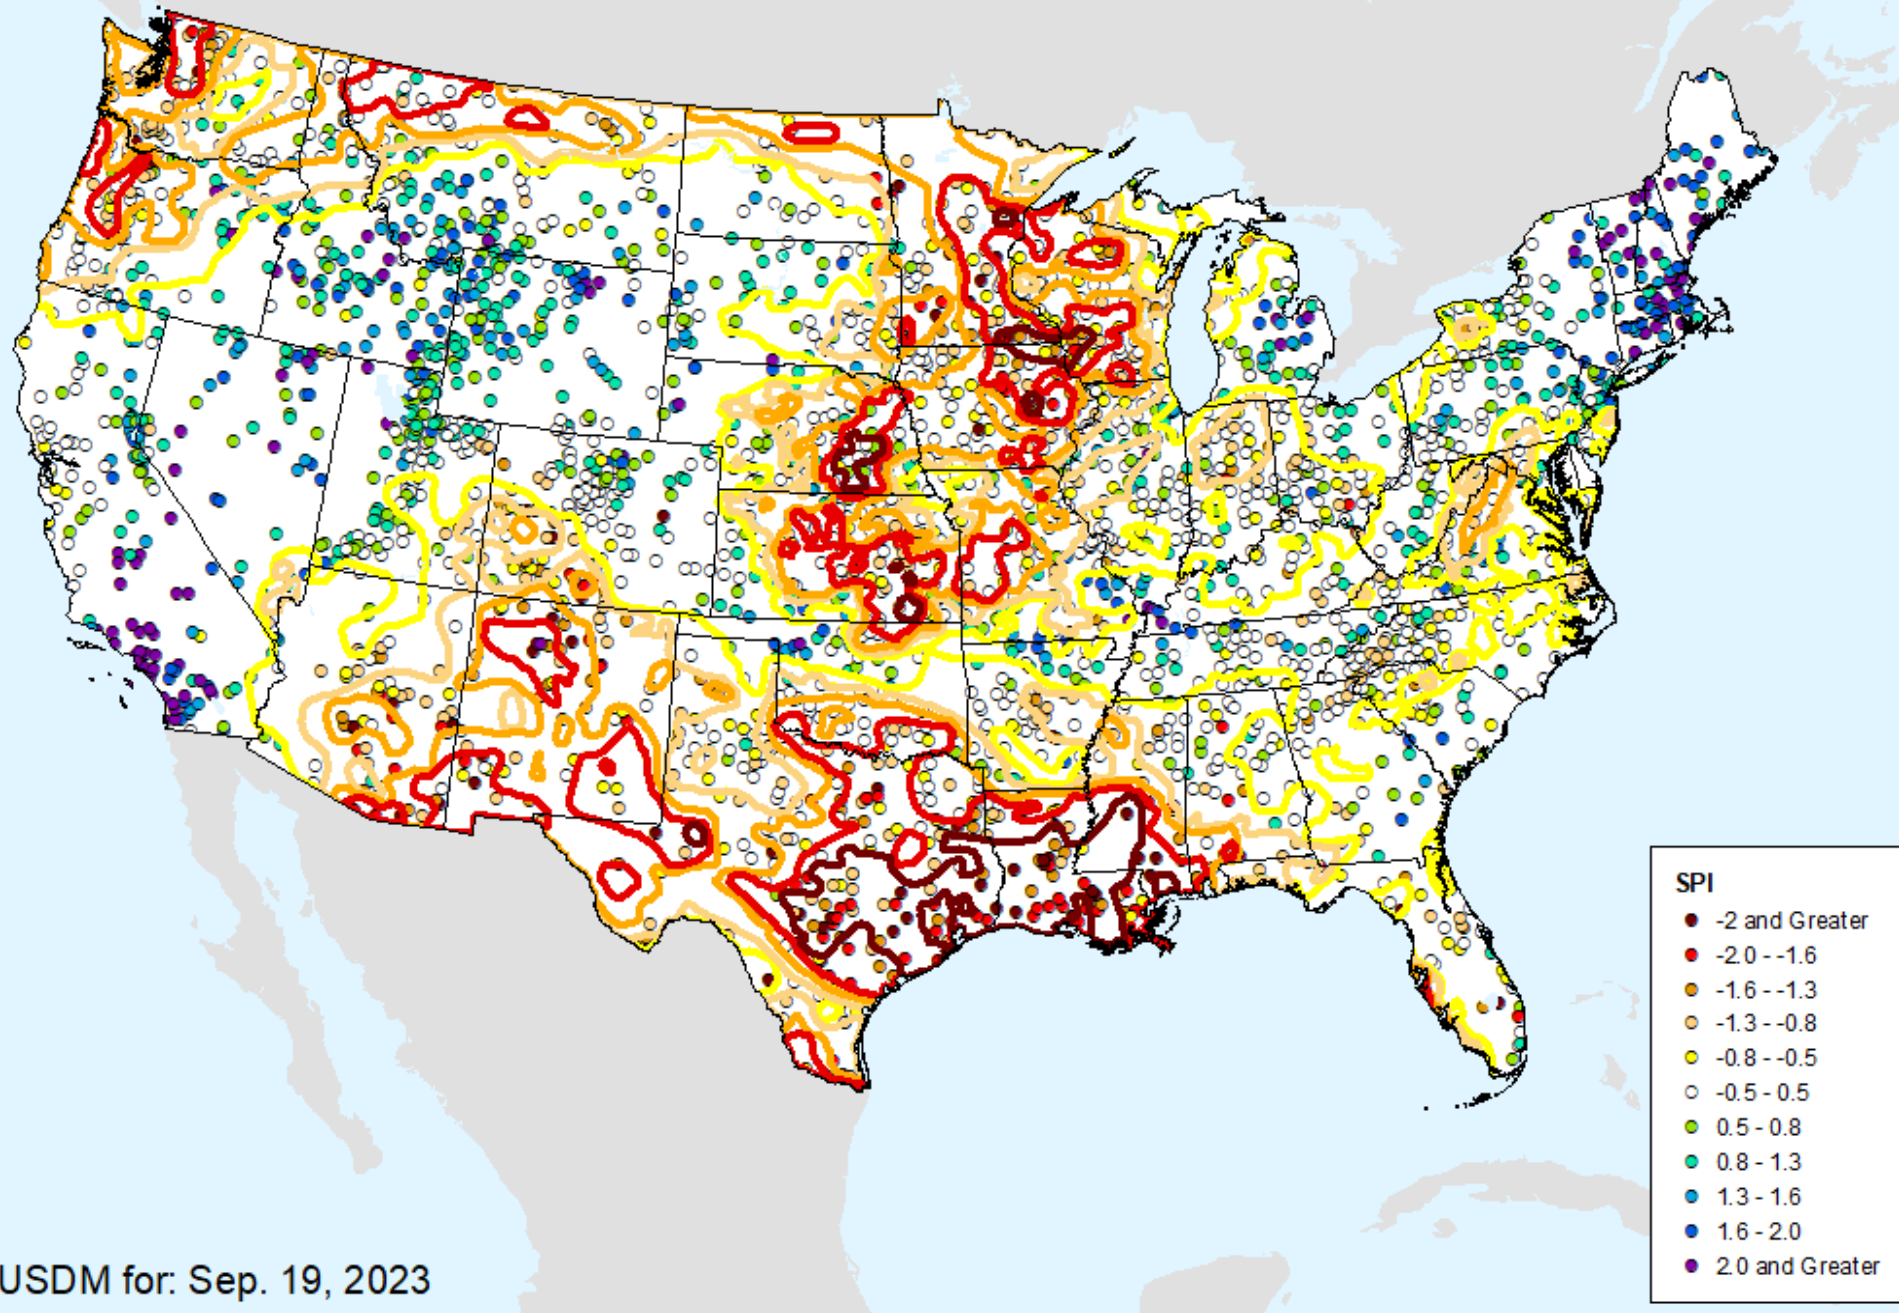 SPI
-2 and Greater
-2.0 - -1.6
-1.6 - -1.3
-1.3 - -0.8
-0.8 - -0.5
-0.5 - 0.5
0.5 - 0.8
0.8 - 1.3
1.3 - 1.6
1.6 - 2.0
2.0 and Greater
USDM for: Sep. 19, 2023